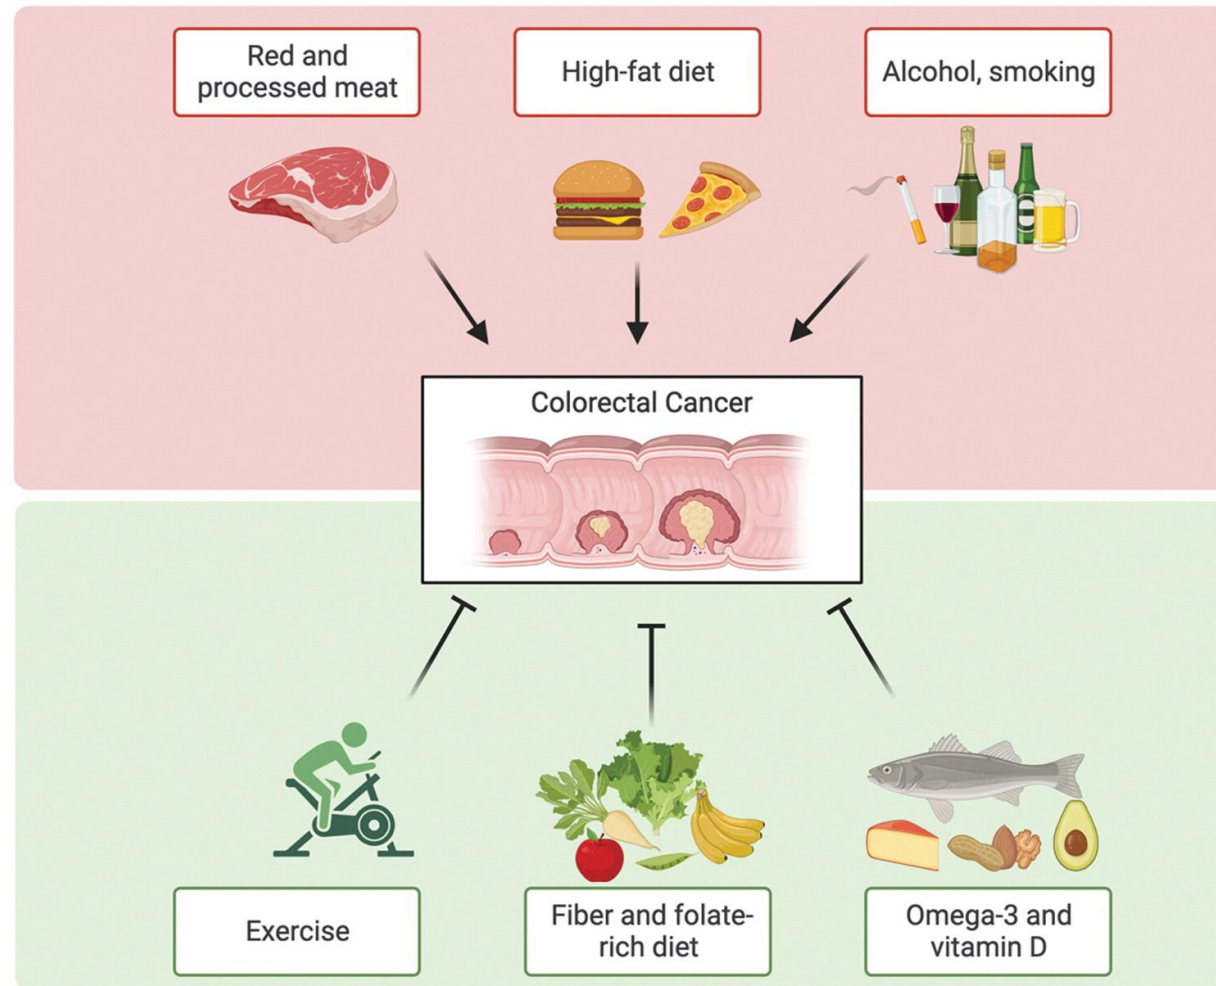 Red and
processed meat
High-fat diet
Alcohol, smoking
Colorectal Cancer
Exercise
Fiber and folate-
rich diet
Omega-3 and
vitamin D